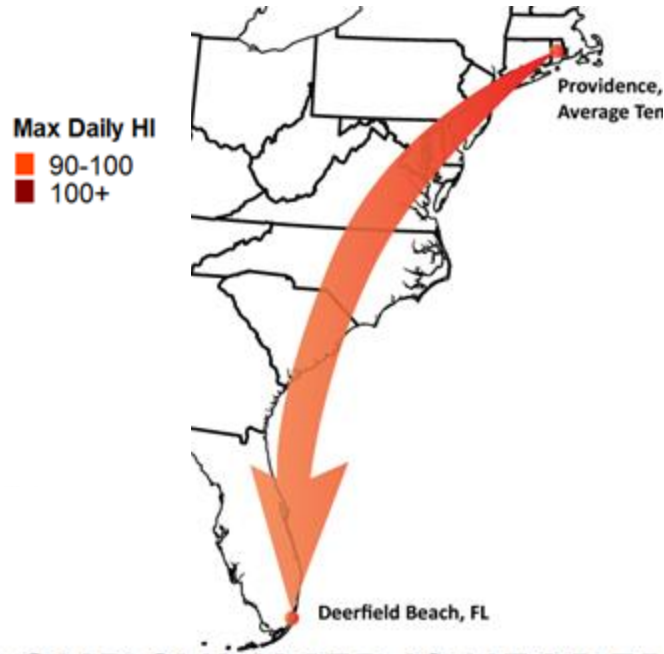 Max Daily HI
90-100
100+
Providence,
Average
Deerfield Beach, FL